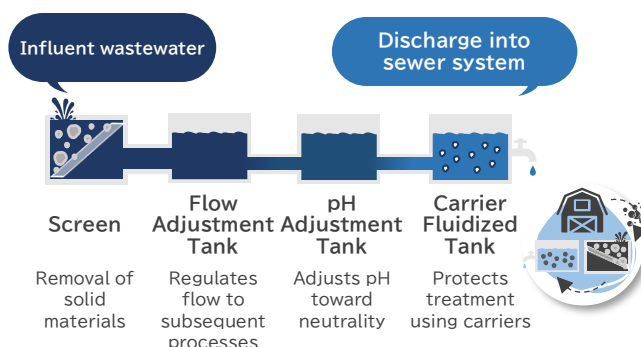 Influent wastewater
Discharge into
sewer system
Screen
Removal of
solid
materials
Flow
Adjustment
Tank
Regulates
flow to
subsequent
processes
pH
Adjustment
Tank
Adjusts pH
toward
neutrality
Carrier
Fluidized
Tank
Protects
treatment
using carriers